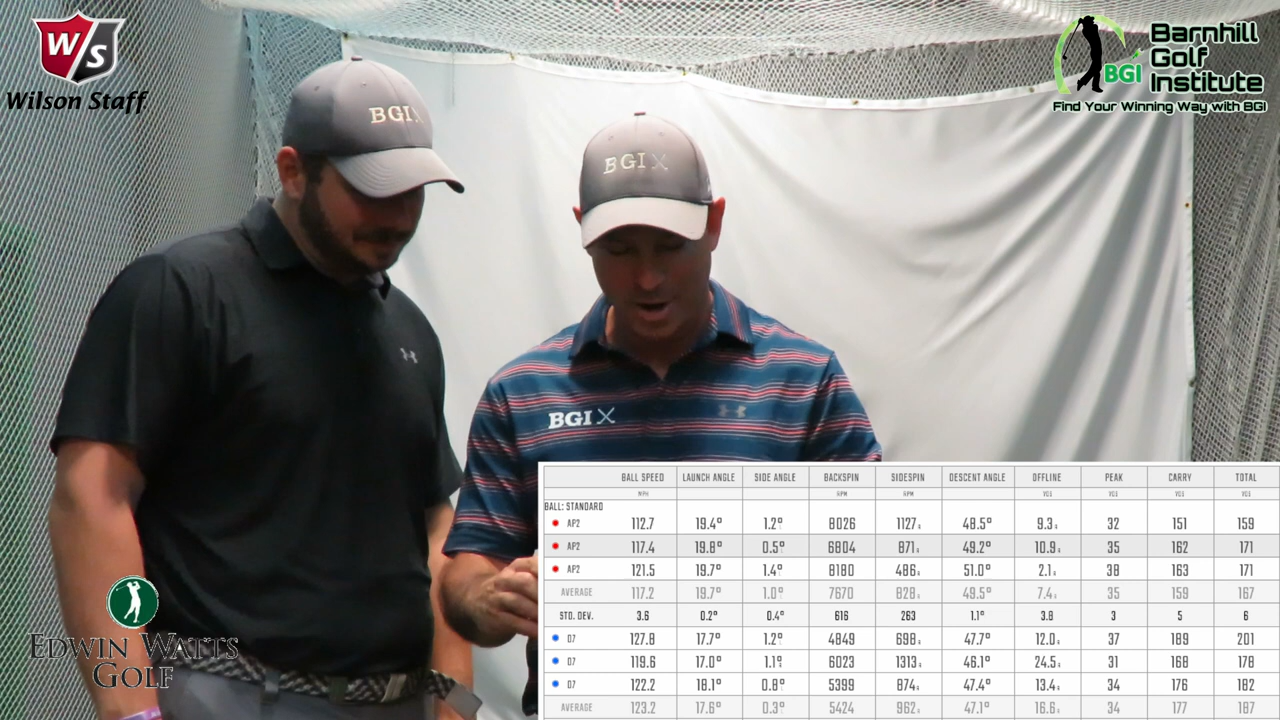 W/S
Wilson Staff
BGI
Barnhill
Golf
Institute
Find Your Winning Way with BGI
BGI
BGI X
BGI X
EDWIN WATTS
GOLF
BALL SPEED LAUNCH ANGLE SIDE ANGLE BACKSPIN SIDESPIN DESCENT ANGLE OFFLINE PEAK CARRY TOTAL
MPH RPM RPM YDS YDS YDS YDS
BALL: STANDARD
AP2 112.7 19.4° 1.2° 8026 1127 48.5° 9.3 32 151 159
AP2 117.4 19.8° 0.5° 6804 871 49.2° 10.9 35 162 171
AP2 121.5 19.7° 1.4° 8180 486 51.0° 2.1 38 163 171
AVERAGE 117.2 19.7° 1.0° 7670 828 49.5° 7.4 35 159 167
STD. DEV. 3.6 0.2° 0.4° 616 263 1.1° 3.8 3 5 6
D7 127.8 17.7° 1.2° 4849 698 47.7° 12.0 37 189 201
D7 119.6 17.0° 1.1° 6023 1313 46.1° 24.5 31 168 178
D7 122.2 18.1° 0.8° 5399 874 47.4° 13.4 34 176 182
AVERAGE 123.2 17.6° 0.3° 5424 962 47.1° 16.6 34 177 187